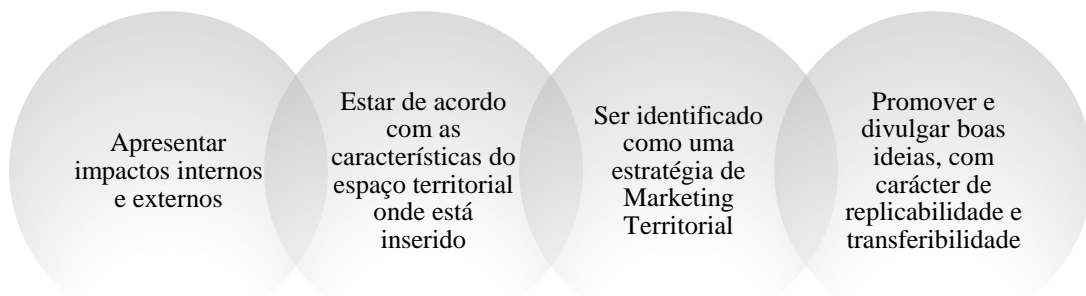 Apresentar
impactos internos
e externos
Estar de acordo
com as
características do
espaço territorial
onde está
inserido
Ser identificado
como uma
estratégia de
Marketing
Territorial
Promover e
divulgar boas
ideias, com
carácter de
replicabilidade e
transferibilidade